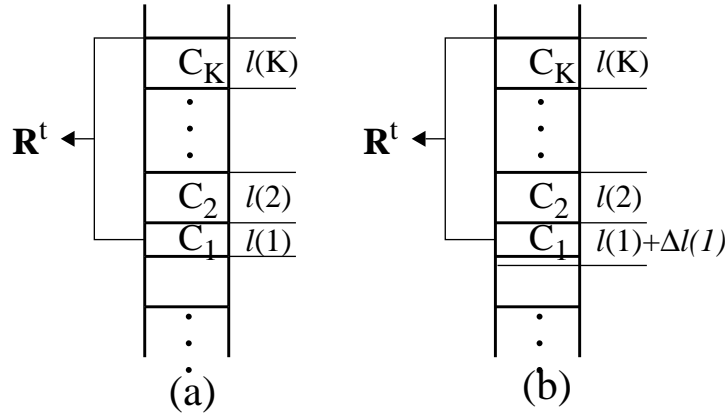 C_K l(K)
R^t
C_2 l(2)
C_1 l(1)
(a)
C_K l(K)
R^t
C_2 l(2)
C_1 l(1)+Δl(1)
(b)